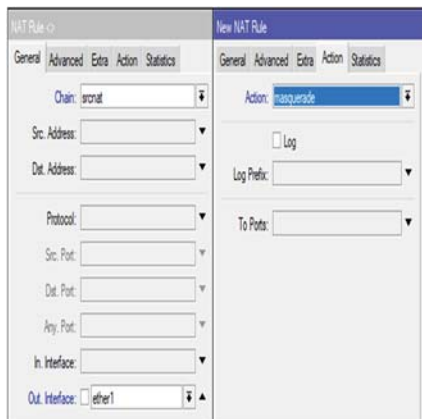 NAT Rule <>
General Advanced Extra Action Statistics
Chain: srcnat
Src. Address:
Dst. Address:
Protocol:
Src. Port:
Dst. Port:
Any. Port:
In. Interface:
Out. Interface: ether1
New NAT Rule
General Advanced Extra Action Statistics
Action: masquerade
Log
Log Prefix:
To Ports: